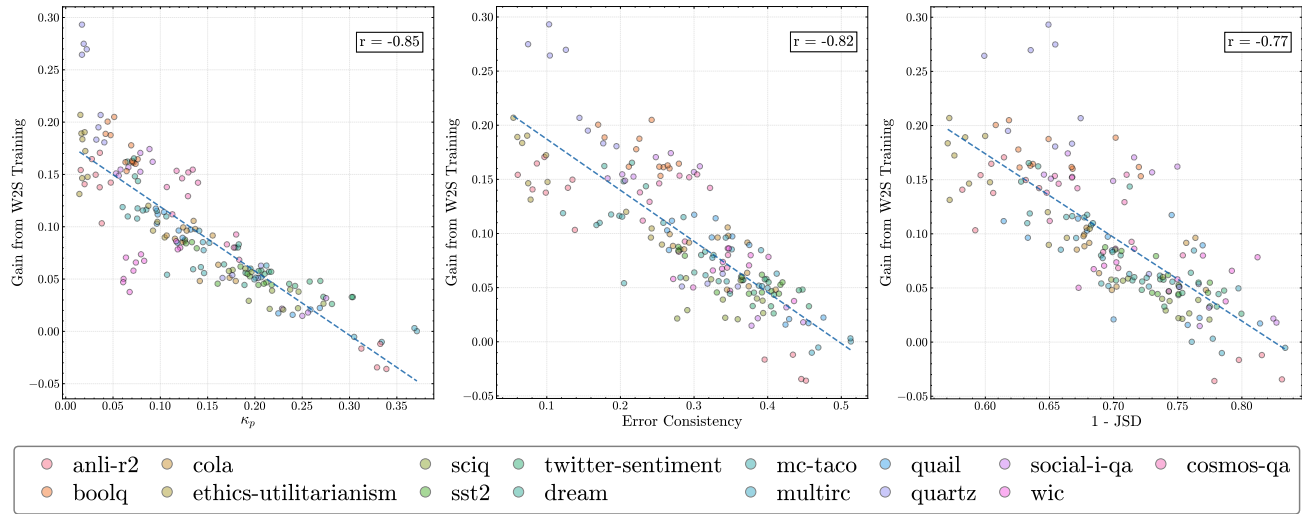 r = -0.85
Gain from W2S Training
0.30
0.25
0.20
0.15
0.10
0.05
0.00
−0.05
0.00 0.05 0.10 0.15 0.20 0.25 0.30 0.35
κp
r = -0.82
Gain from W2S Training
0.30
0.25
0.20
0.15
0.10
0.05
0.00
−0.05
0.1 0.2 0.3 0.4 0.5
Error Consistency
r = -0.77
Gain from W2S Training
0.30
0.25
0.20
0.15
0.10
0.05
0.00
−0.05
0.60 0.65 0.70 0.75 0.80
1 - JSD
anli-r2 cola sciq twitter-sentiment mc-taco quail social-i-qa cosmos-qa
boolq ethics-utilitarianism sst2 dream multirc quartz wic